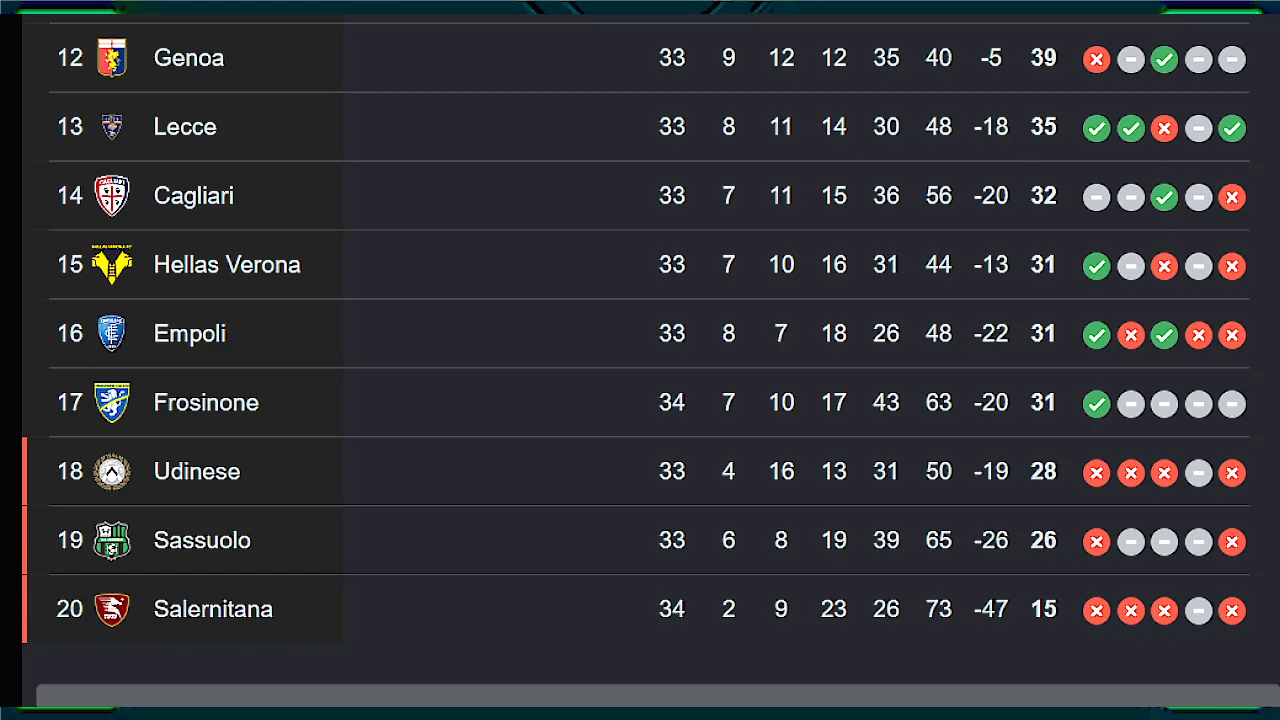 12 Genoa 33 9 12 12 35 40 -5 39
13 Lecce 33 8 11 14 30 48 -18 35
14 Cagliari 33 7 11 15 36 56 -20 32
15 Hellas Verona 33 7 10 16 31 44 -13 31
16 Empoli 33 8 7 18 26 48 -22 31
17 Frosinone 34 7 10 17 43 63 -20 31
18 Udinese 33 4 16 13 31 50 -19 28
19 Sassuolo 33 6 8 19 39 65 -26 26
20 Salernitana 34 2 9 23 26 73 -47 15